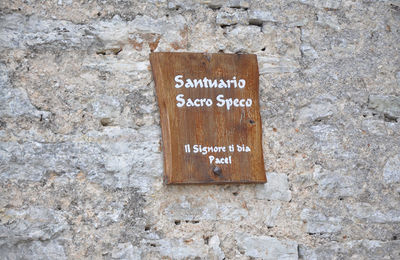 Santuario
Sacro Speco
Il Signore ti dia
Pace!